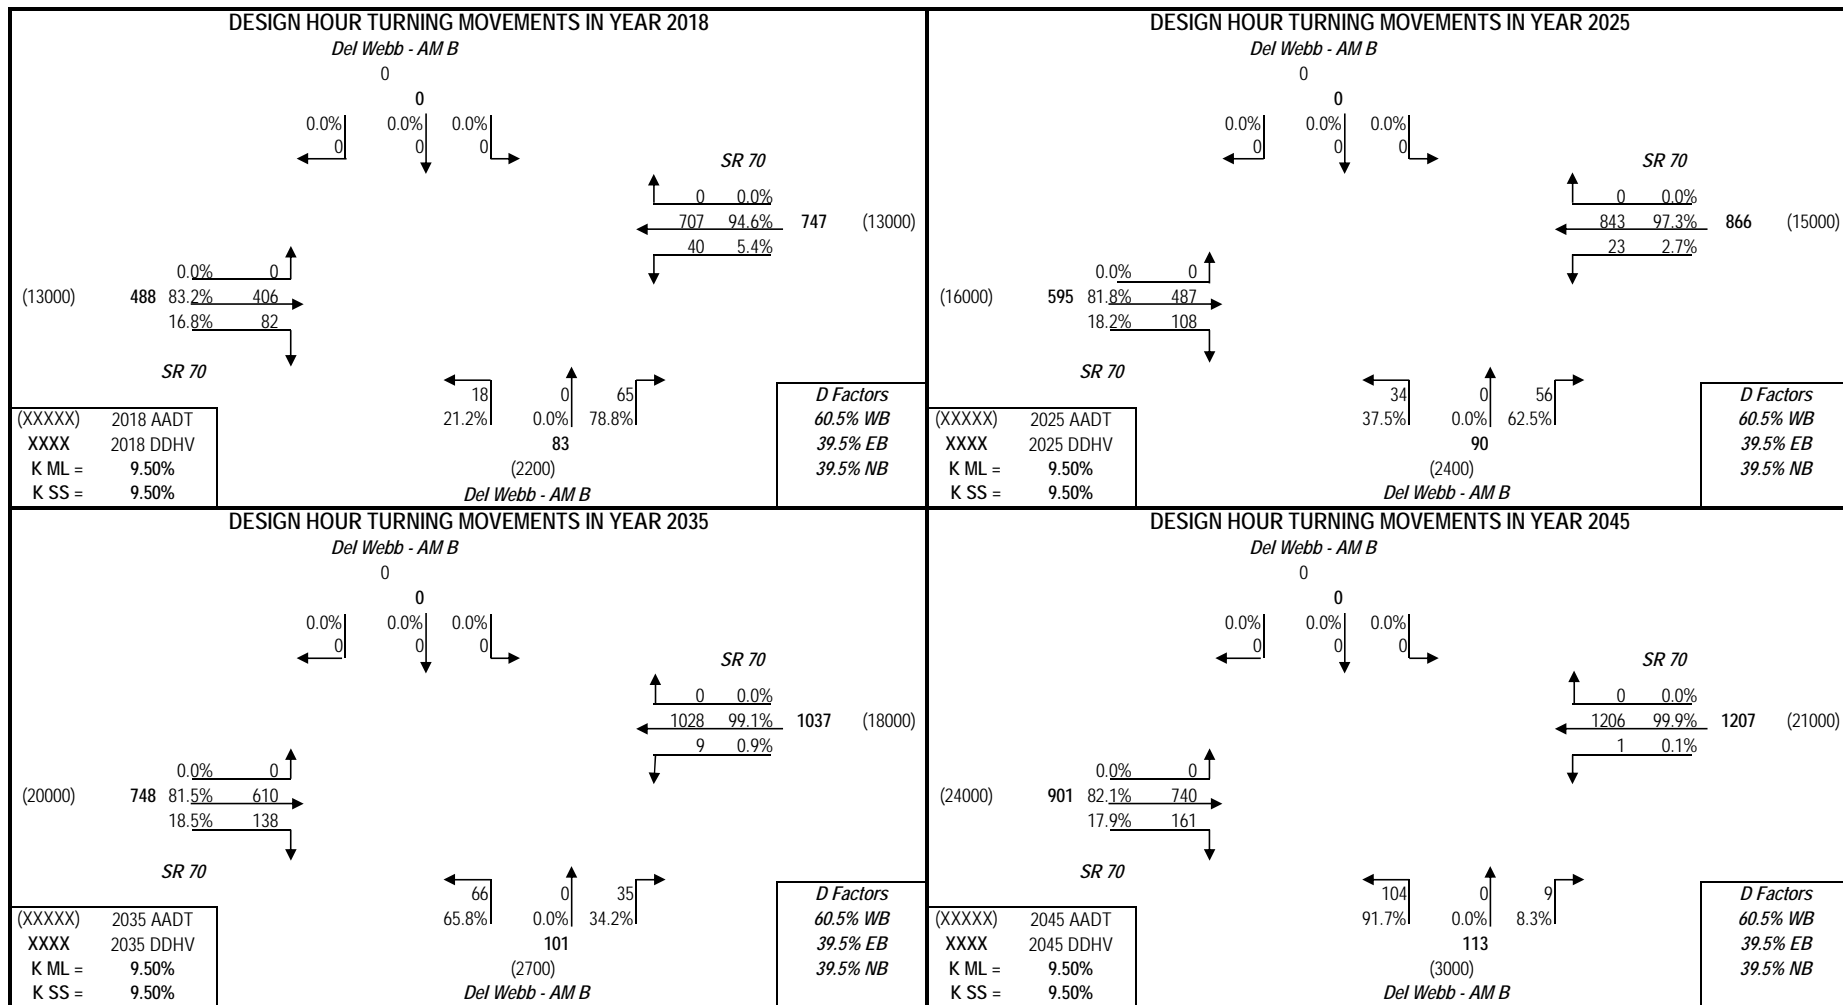 DESIGN HOUR TURNING MOVEMENTS IN YEAR 2018
Del Webb - AM B
0
0
0.0% 0.0% 0.0%
0 0 0
SR 70
0 0.0%
707 94.6% 747 (13000)
40 5.4%
0.0% 0
(13000) 488 83.2% 406
16.8% 82
SR 70
18 0 65
21.2% 0.0% 78.8%
83
(2200)
Del Webb - AM B
(XXXXX) 2018 AADT
XXXX 2018 DDHV
K ML = 9.50%
K SS = 9.50%
D Factors
60.5% WB
39.5% EB
39.5% NB
DESIGN HOUR TURNING MOVEMENTS IN YEAR 2025
Del Webb - AM B
0
0
0.0% 0.0% 0.0%
0 0 0
SR 70
0 0.0%
843 97.3% 866 (15000)
23 2.7%
0.0% 0
(16000) 595 81.8% 487
18.2% 108
SR 70
34 0 56
37.5% 0.0% 62.5%
90
(2400)
Del Webb - AM B
(XXXXX) 2025 AADT
XXXX 2025 DDHV
K ML = 9.50%
K SS = 9.50%
D Factors
60.5% WB
39.5% EB
39.5% NB
DESIGN HOUR TURNING MOVEMENTS IN YEAR 2035
Del Webb - AM B
0
0
0.0% 0.0% 0.0%
0 0 0
SR 70
0 0.0%
1028 99.1% 1037 (18000)
9 0.9%
0.0% 0
(20000) 748 81.5% 610
18.5% 138
SR 70
66 0 35
65.8% 0.0% 34.2%
101
(2700)
Del Webb - AM B
(XXXXX) 2035 AADT
XXXX 2035 DDHV
K ML = 9.50%
K SS = 9.50%
D Factors
60.5% WB
39.5% EB
39.5% NB
DESIGN HOUR TURNING MOVEMENTS IN YEAR 2045
Del Webb - AM B
0
0
0.0% 0.0% 0.0%
0 0 0
SR 70
0 0.0%
1206 99.9% 1207 (21000)
1 0.1%
0.0% 0
(24000) 901 82.1% 740
17.9% 161
SR 70
104 0 9
91.7% 0.0% 8.3%
113
(3000)
Del Webb - AM B
(XXXXX) 2045 AADT
XXXX 2045 DDHV
K ML = 9.50%
K SS = 9.50%
D Factors
60.5% WB
39.5% EB
39.5% NB